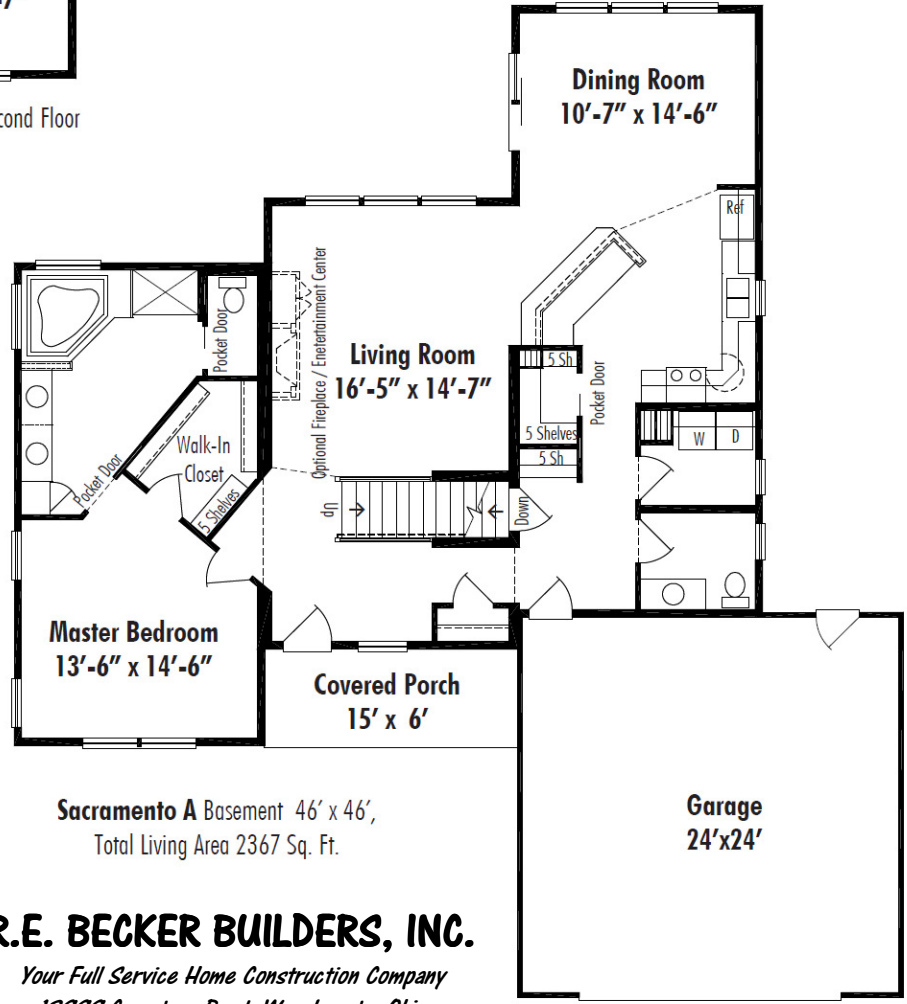 Second Floor
Dining Room
10'-7" x 14'-6"
Ref
Pocket Door
Optional Fireplace / Enetertainment Center
Living Room
16'-5" x 14'-7"
5 Sh
Pocket Door
5 Shelves
5 Sh
W
D
Walk-In
Closet
Pocket Door
5 Shelves
Up
Down
Master Bedroom
13'-6" x 14'-6"
Covered Porch
15' x 6'
Sacramento A Basement 46' x 46',
Total Living Area 2367 Sq. Ft.
Garage
24'x24'
R.E. BECKER BUILDERS, INC.
Your Full Service Home Construction Company